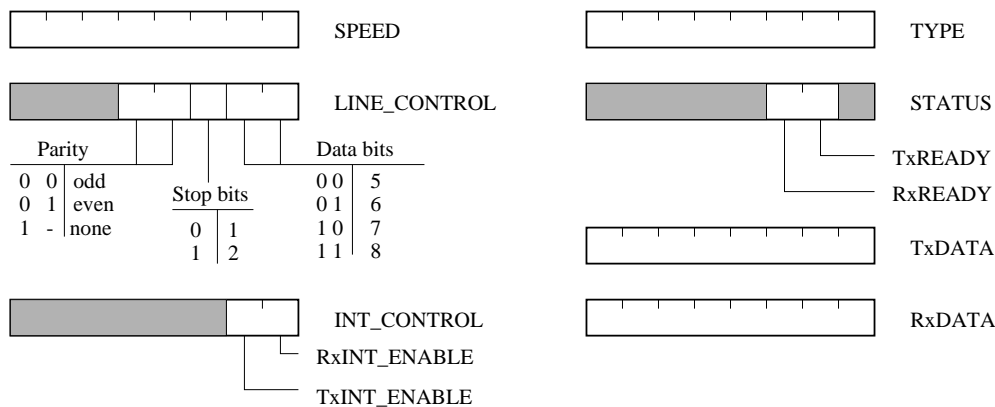 SPEED
TYPE
LINE_CONTROL
STATUS
Parity
0 0 odd
0 1 even
1 - none
Stop bits
0 1
1 2
Data bits
0 0 5
0 1 6
1 0 7
1 1 8
TxREADY
RxREADY
TxDATA
INT_CONTROL
RxDATA
RxINT_ENABLE
TxINT_ENABLE